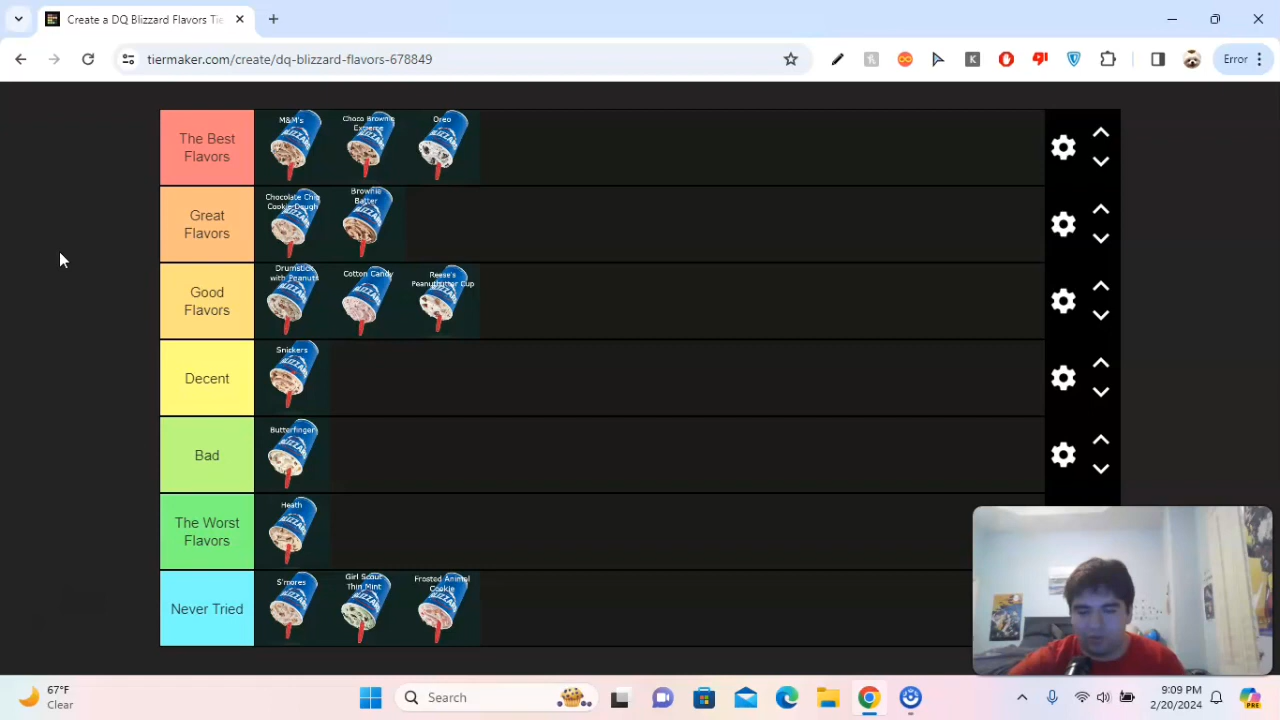 Create a DQ Blizzard Flavors Tie
tiermaker.com/create/dq-blizzard-flavors-678849
Error
The Best
Flavors
M&M's
Choco Brownie
Extreme
Oreo
Great
Flavors
Chocolate Chip
Cookie Dough
Brownie
Batter
Good
Flavors
Drumstick
with Peanuts
Cotton Candy
Reese's
Peanutbutter Cup
Decent
Snickers
Bad
Butterfinger
The Worst
Flavors
Heath
Never Tried
S'mores
Girl Scout
Thin Mint
Frosted Animal
Cookie
67°F
Clear
Search
9:09 PM
2/20/2024
PRE